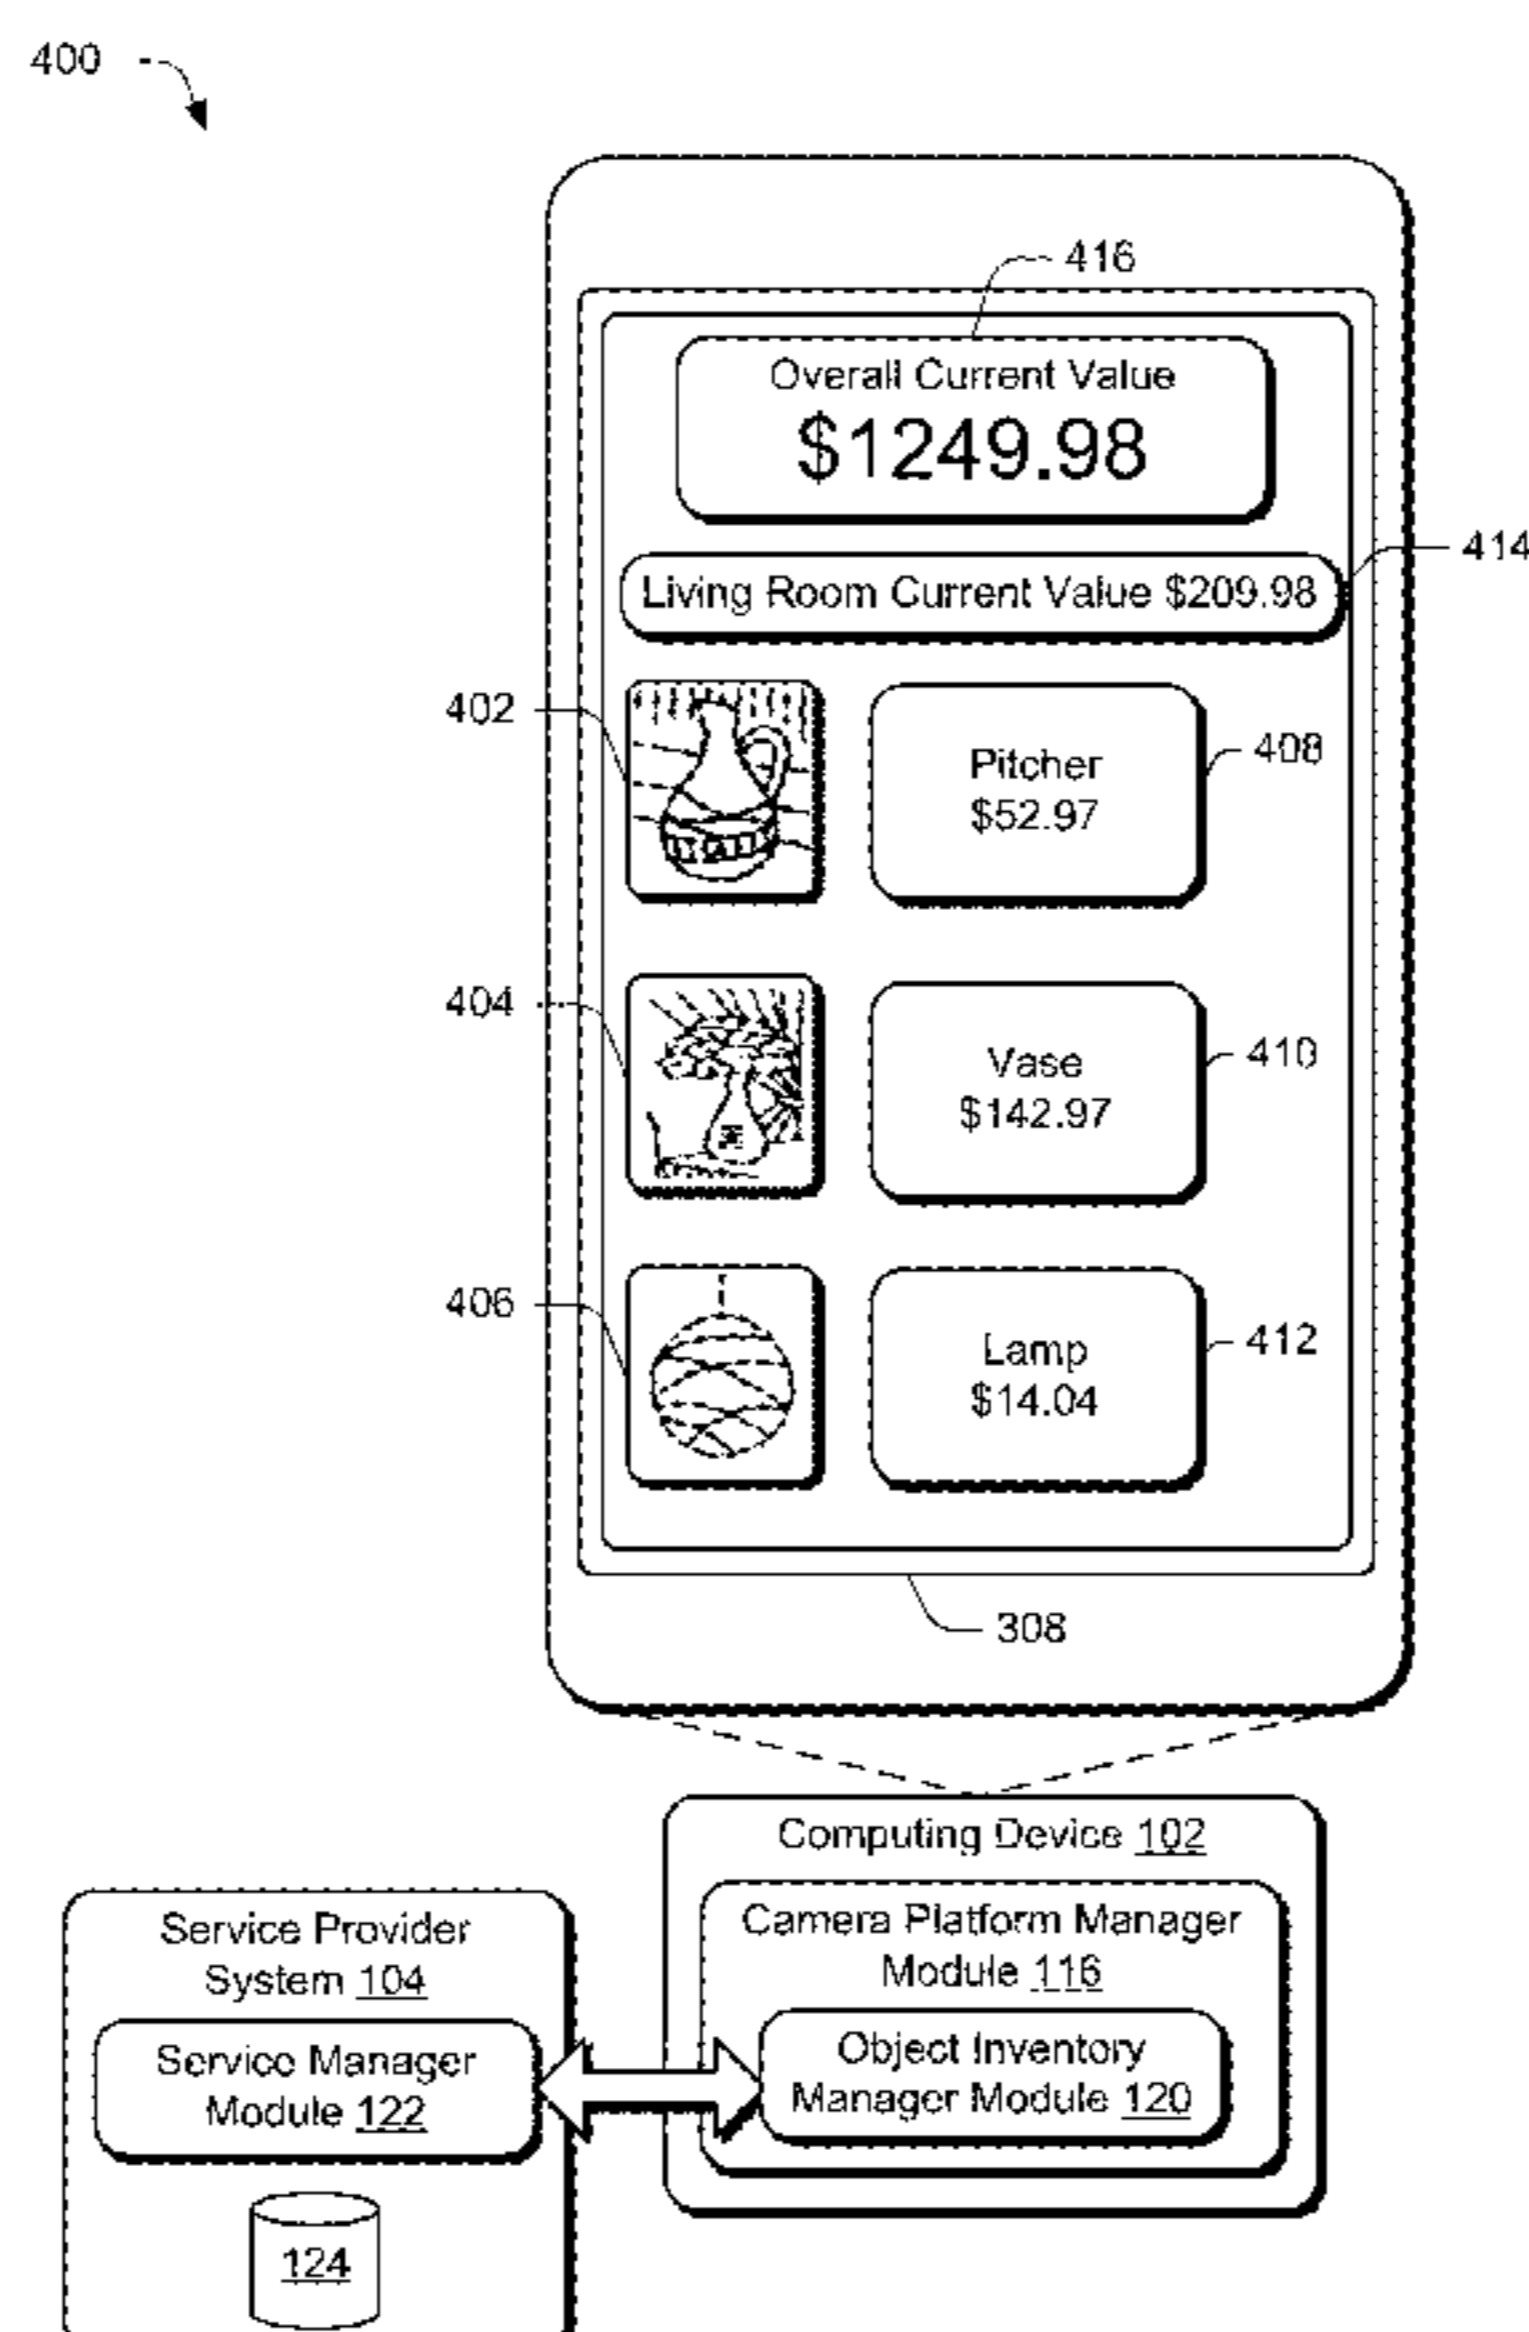 400
416
Overall Current Value
$1249.98
414
Living Room Current Value $209.98
402
Pitcher
$52.97
408
404
Vase
$142.97
410
406
Lamp
$14.04
412
308
Computing Device 102
Camera Platform Manager
Module 116
Object Inventory
Manager Module 120
Service Provider
System 104
Service Manager
Module 122
124